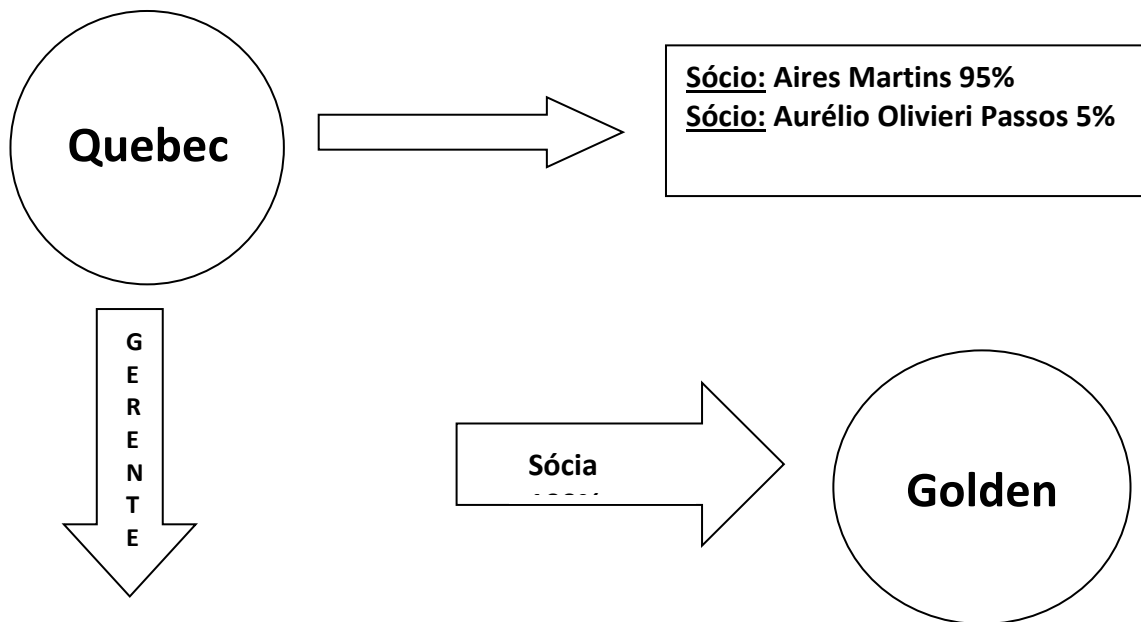 Sócio: Aires Martins 95%
Sócio: Aurélio Olivieri Passos 5%
Quebec
G
E
R
E
N
T
E
Sócia
Golden